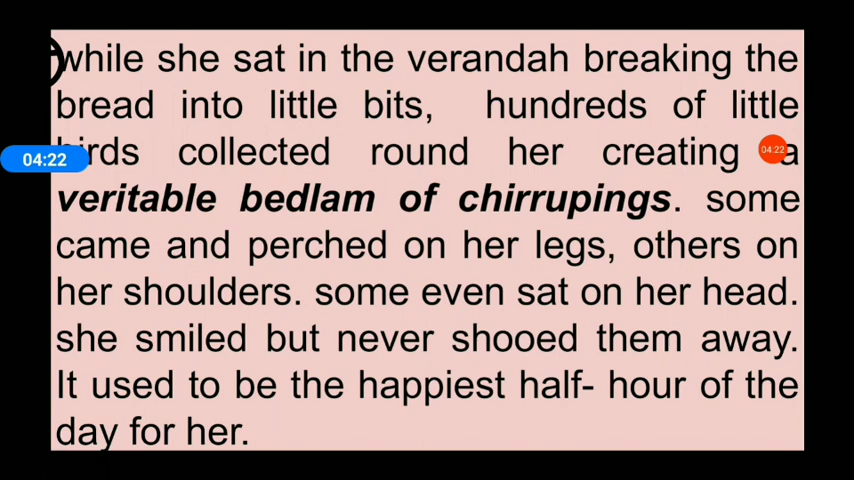 while she sat in the verandah breaking the
bread into little bits, hundreds of little
birds collected round her creating a
veritable bedlam of chirrupings. some
came and perched on her legs, others on
her shoulders. some even sat on her head.
she smiled but never shooed them away.
It used to be the happiest half- hour of the
day for her.
04:22
04:22